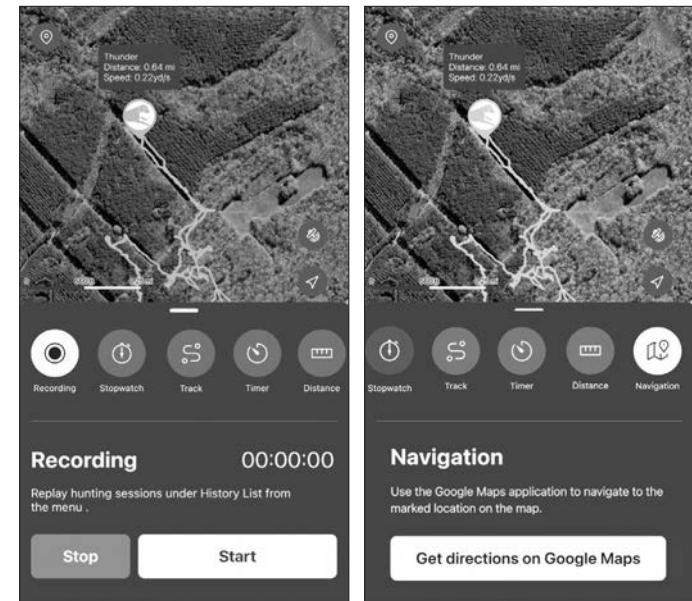 Thunder
Distance: 0.64 mi
Speed: 0.22yd/s
Recording
Stopwatch
Track
Timer
Distance
Recording
00:00:00
Replay hunting sessions under History List from
the menu .
Stop
Start
Thunder
Distance: 0.64 mi
Speed: 0.22yd/s
Stopwatch
Track
Timer
Distance
Navigation
Navigation
Use the Google Maps application to navigate to the
marked location on the map.
Get directions on Google Maps